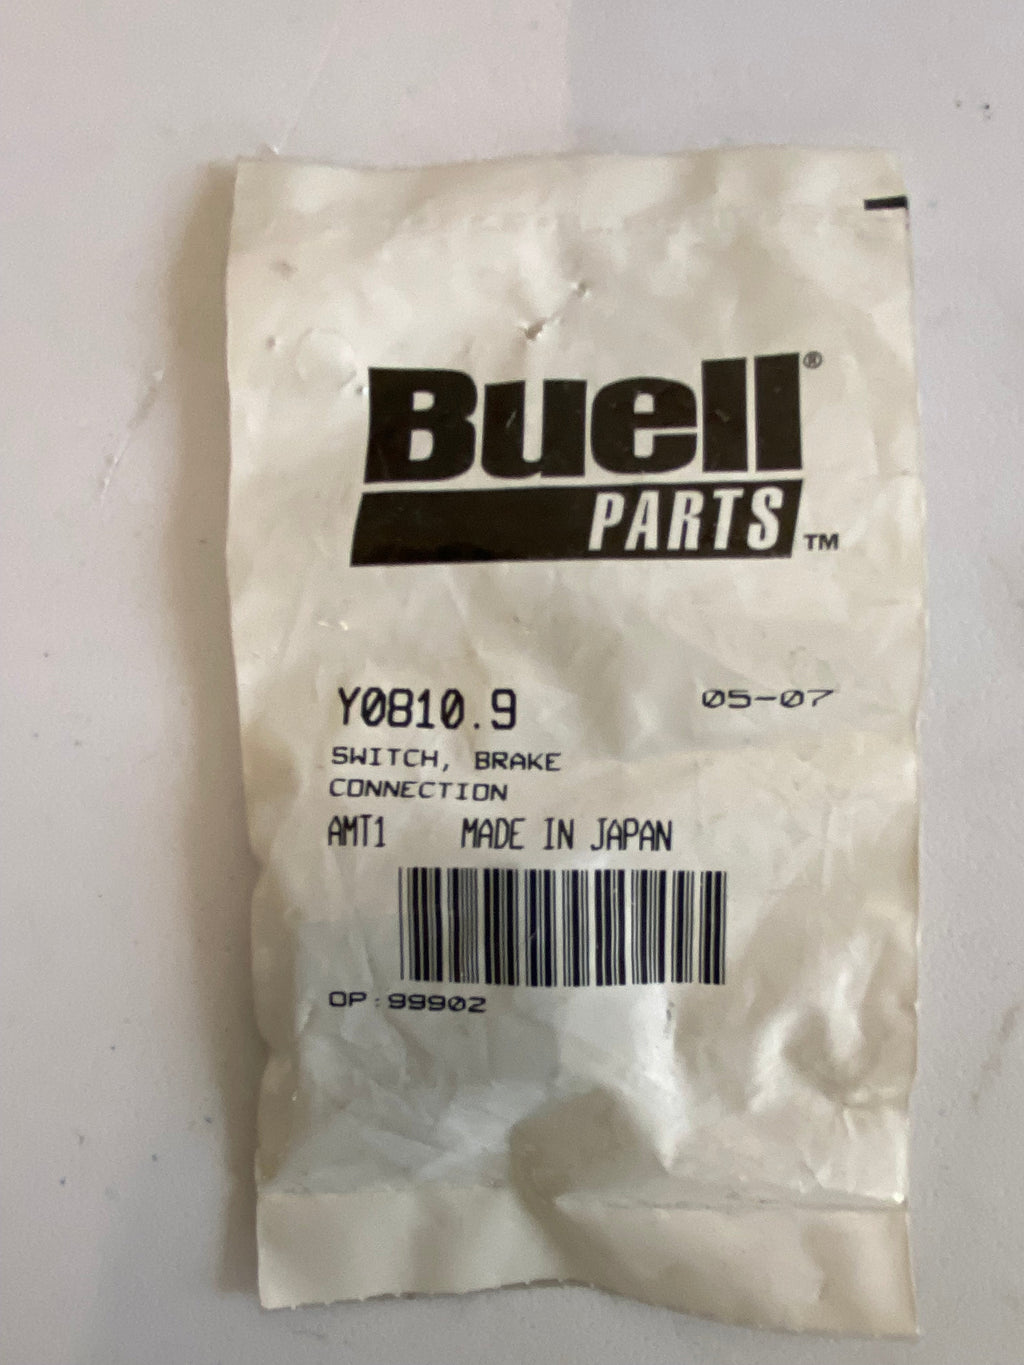 Buell®
PARTS™
Y0810.9 05-07
SWITCH, BRAKE
CONNECTION
AMT1 MADE IN JAPAN
OP:99902